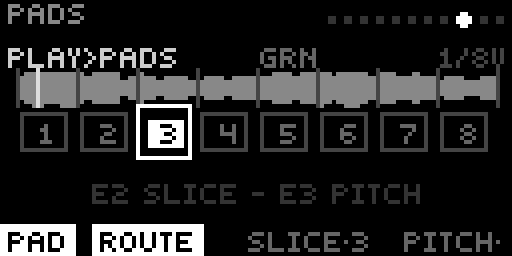 PADS
PLAY>PADS GRN 1/8U
1 2 3 4 5 6 7 8
E2 SLICE - E3 PITCH
PAD ROUTE SLICE·3 PITCH·